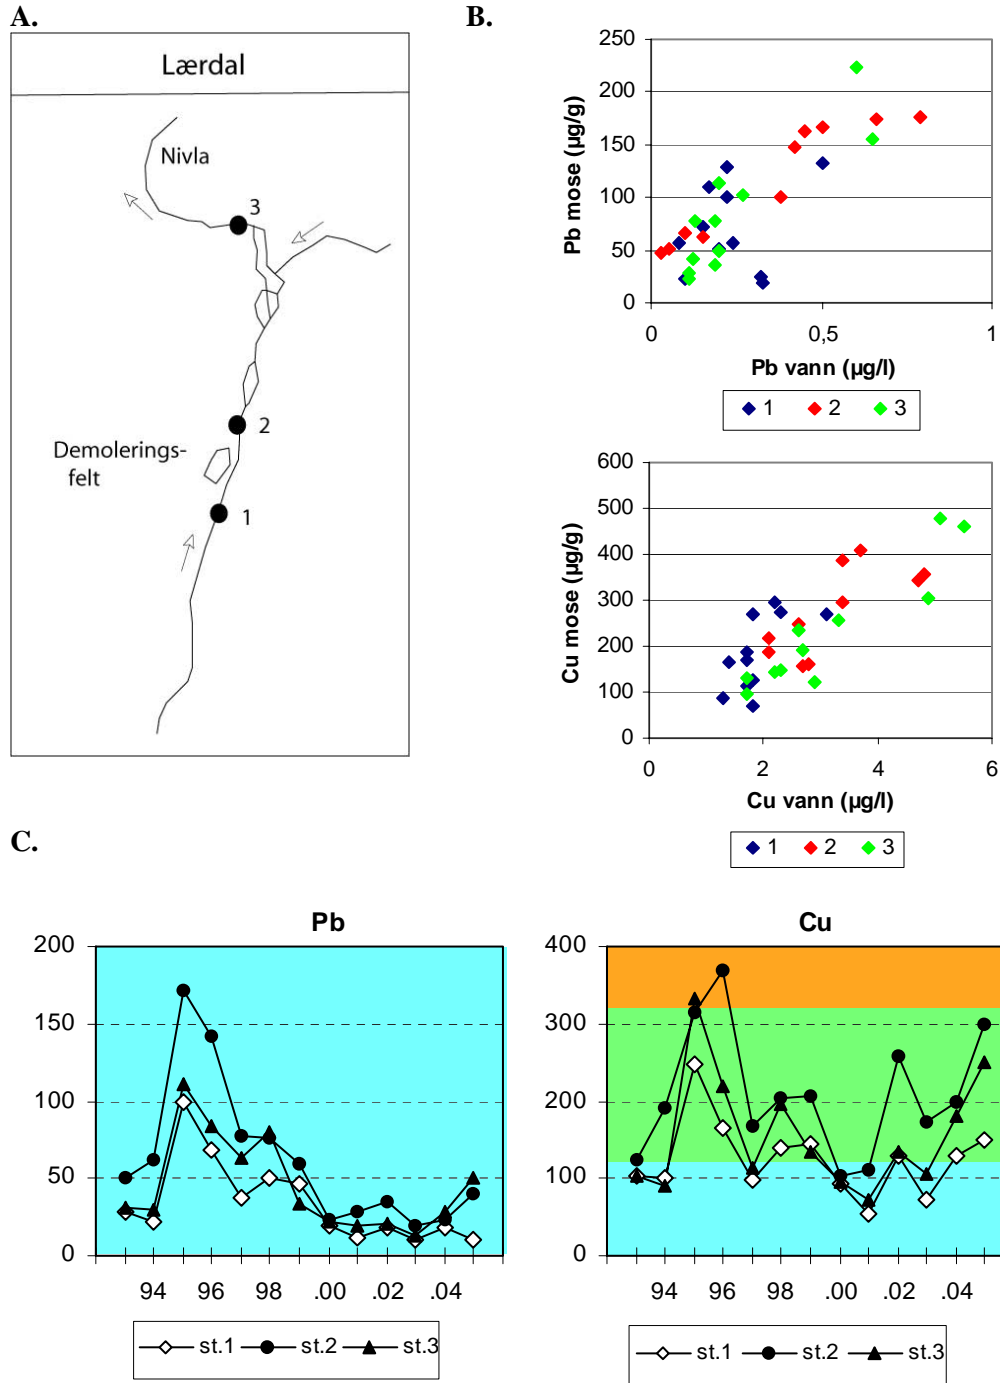 A.
Lærdal
Nivla
3
2
Demolerings-
felt
1
B.
250
200
150
100
50
0
Pb mose (µg/g)
0 0,5 1
Pb vann (µg/l)
1 2 3
600
500
400
300
200
100
0
Cu mose (µg/g)
0 2 4 6
Cu vann (µg/l)
1 2 3
C.
Pb
200
150
100
50
0
94 96 98 .00 .02 .04
st.1 st.2 st.3
Cu
400
300
200
100
0
94 96 98 .00 .02 .04
st.1 st.2 st.3